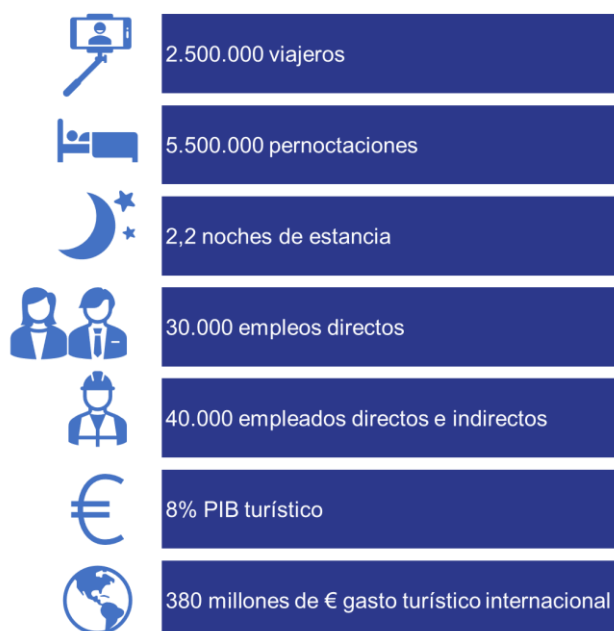 2.500.000 viajeros
5.500.000 pernoctaciones
2,2 noches de estancia
30.000 empleos directos
40.000 empleados directos e indirectos
€
8% PIB turístico
380 millones de € gasto turístico internacional